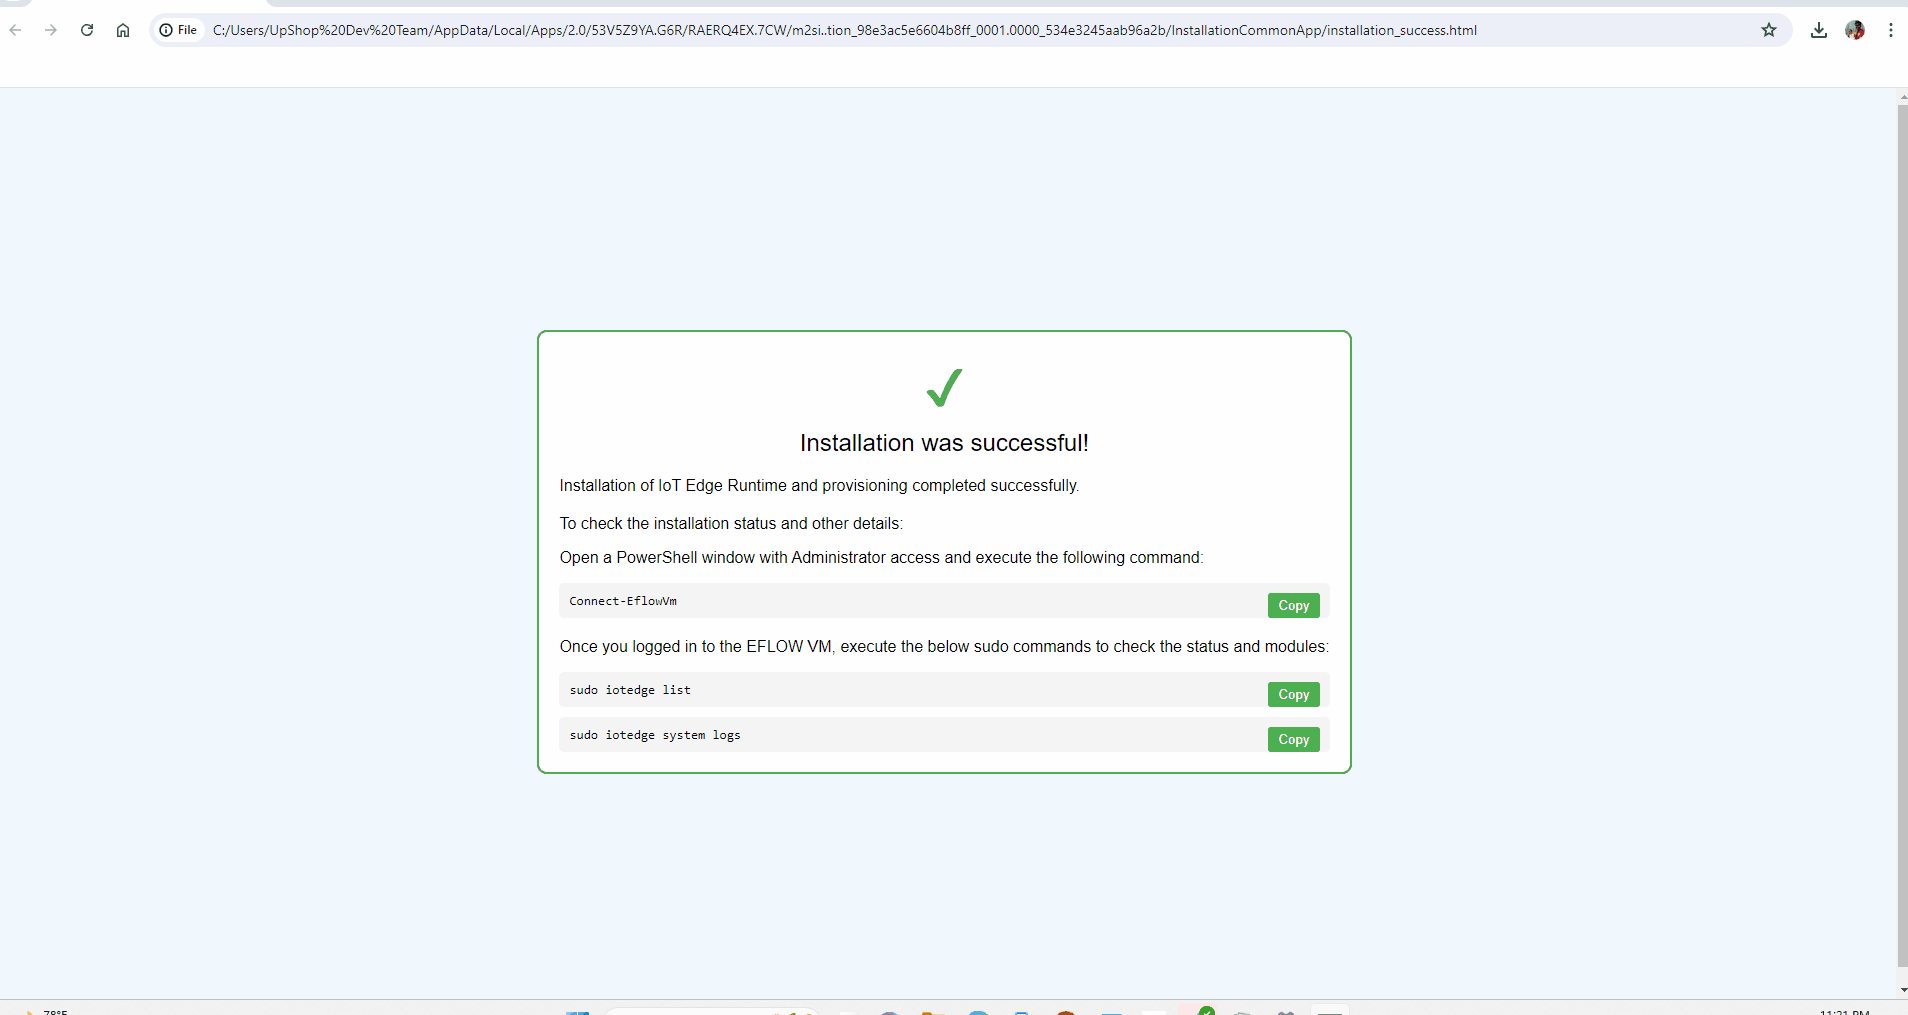 File
C:/Users/UpShop%20Dev%20Team/AppData/Local/Apps/2.0/53V5Z9YA.G6R/RAERQ4EX.7CW/m2si..tion_98e3ac5e6604b8ff_0001.0000_534e3245aab96a2b/InstallationCommonApp/installation_success.html
Installation was successful!
Installation of IoT Edge Runtime and provisioning completed successfully.
To check the installation status and other details:
Open a PowerShell window with Administrator access and execute the following command:
Connect-EflowVm
Copy
Once you logged in to the EFLOW VM, execute the below sudo commands to check the status and modules:
sudo iotedge list
Copy
sudo iotedge system logs
Copy
78°F
11:21 PM